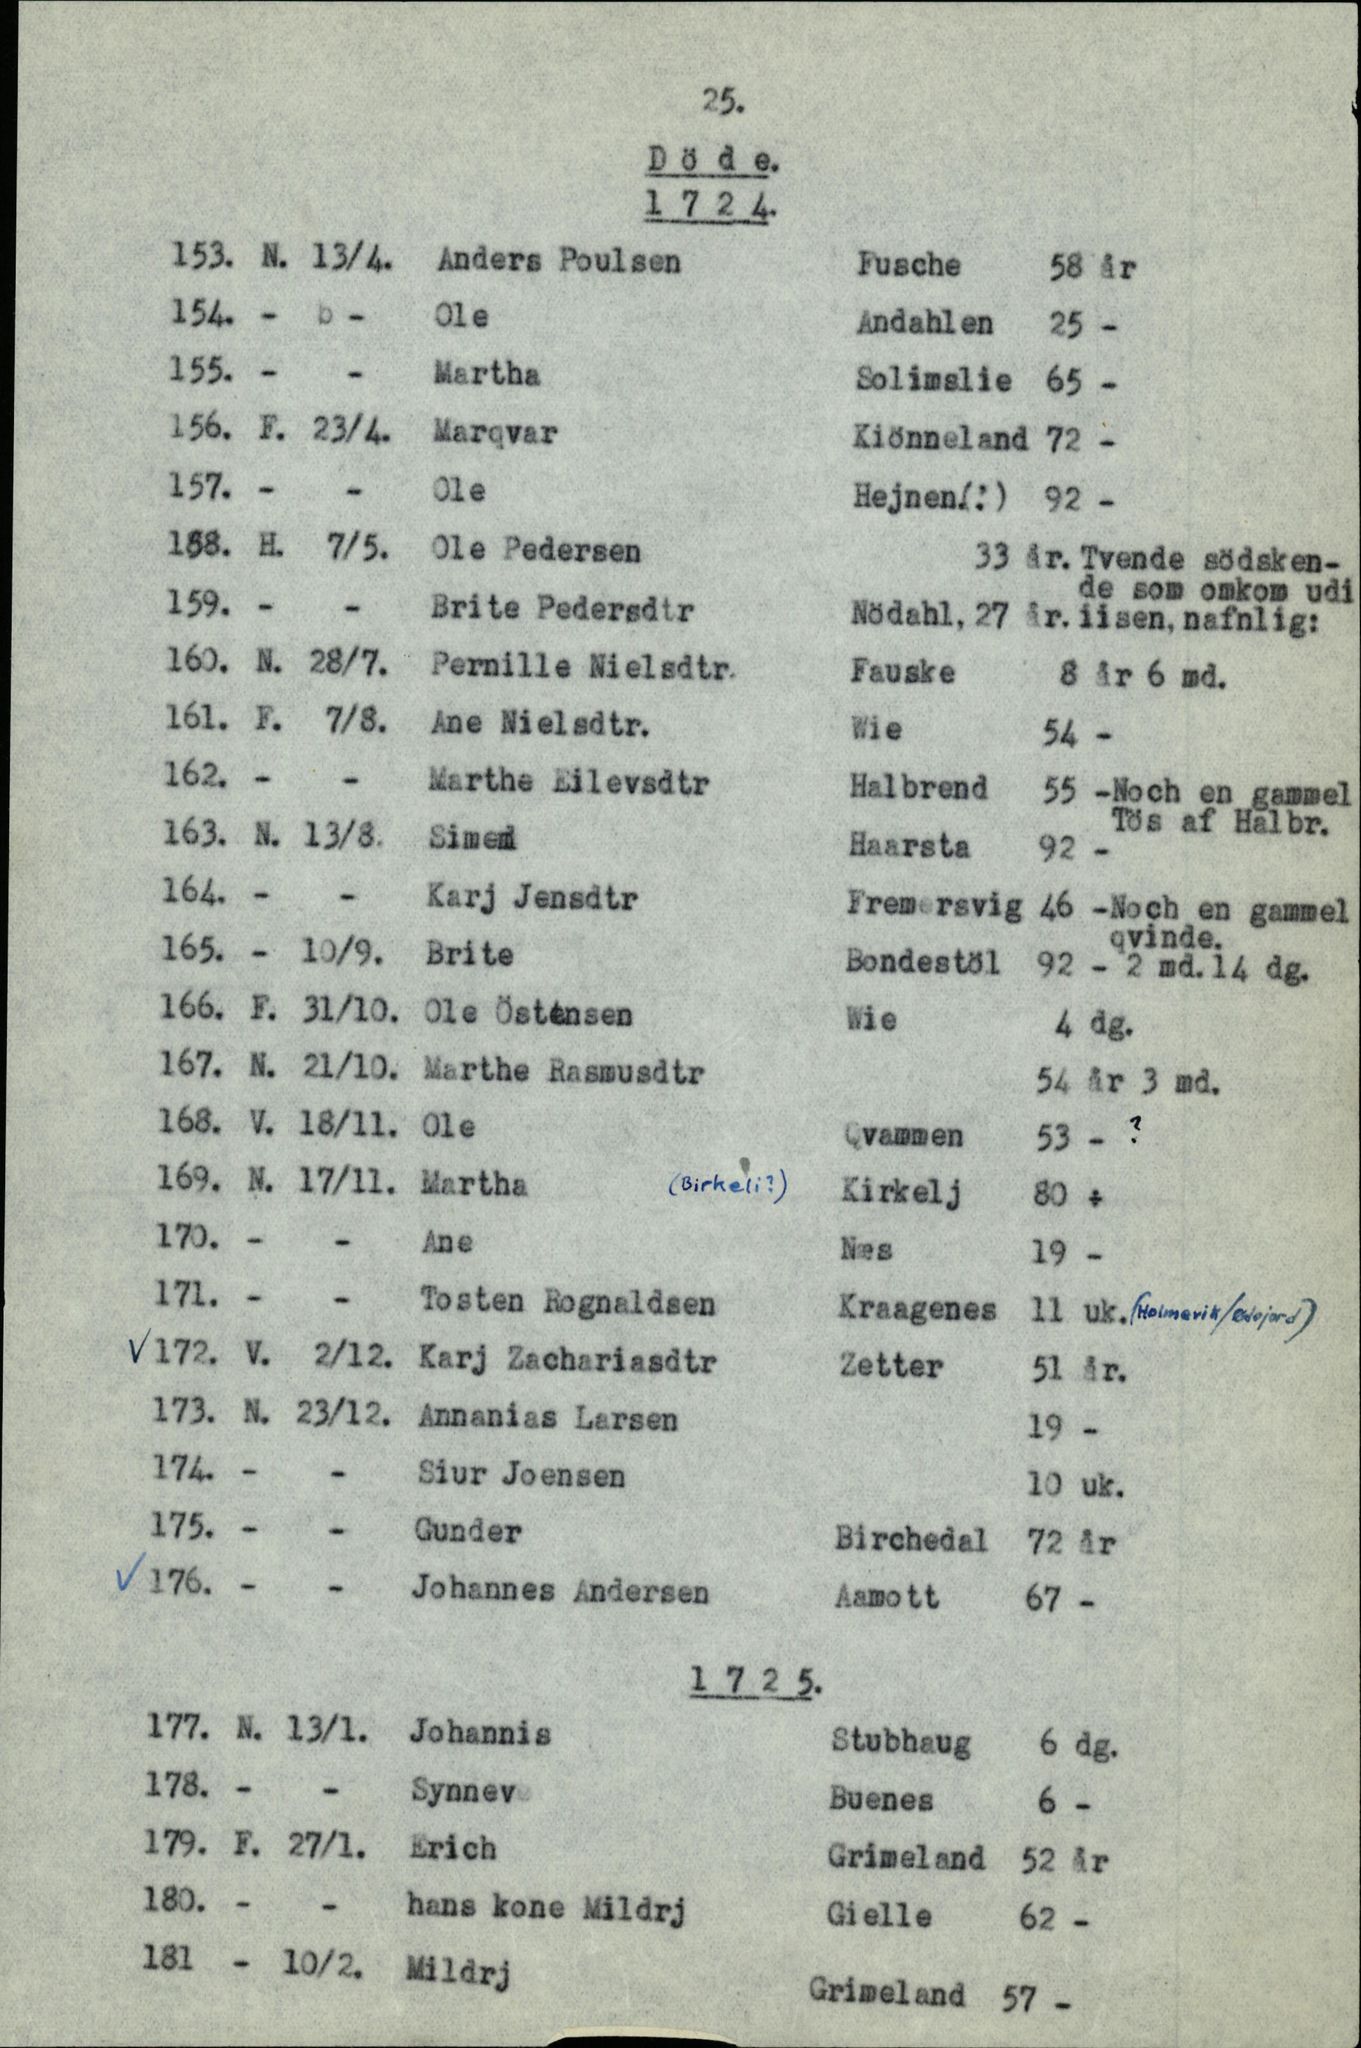 25.
Döde.
1724.
153. N. 13/4. Anders Poulsen Fusche 58 år
154. - b - Ole Andahlen 25 -
155. - - Martha Solimslie 65 -
156. F. 23/4. Marqvar Kiönneland 72 -
157. - - Ole Hejnen(!) 92 -
158. H. 7/5. Ole Pedersen 33 år. Tvende södsken-
de som omkom udi
159. - - Brite Pedersdtr Nödahl, 27 år. iisen, nafnlig:
160. N. 28/7. Pernille Nielsdtr. Fauske 8 år 6 md.
161. F. 7/8. Ane Nielsdtr. Wie 54 -
162. - - Marthe Eilevsdtr Halbrend 55 -Noch en gammel
Tös af Halbr.
163. N. 13/8. Simen Haarsta 92 -
164. - - Karj Jensdtr Fremersvig 46 -Noch en gammel
qvinde.
165. - 10/9. Brite Bondestöl 92 - 2 md. 14 dg.
166. F. 31/10. Ole Östensen Wie 4 dg.
167. N. 21/10. Marthe Rasmusdtr 54 år 3 md.
168. V. 18/11. Ole Qvammen 53 - ?
169. N. 17/11. Martha (Birkeli?) Kirkelj 80 +
170. - - Ane Næs 19 -
171. - - Tosten Rognaldsen Kraagenes 11 uk.
✓ 172. V. 2/12. Karj Zachariasdtr Zetter 51 år.
173. N. 23/12. Annanias Larsen 19 -
174. - - Siur Joensen 10 uk.
175. - - Gunder Birchedal 72 år
✓ 176. - - Johannes Andersen Aamott 67 -
1725.
177. N. 13/1. Johannis Stubhaug 6 dg.
178. - - Synneve Buenes 6 -
179. F. 27/1. Erich Grimeland 52 år
180. - - hans kone Mildrj Gielle 62 -
181 - 10/2. Mildrj Grimeland 57 -